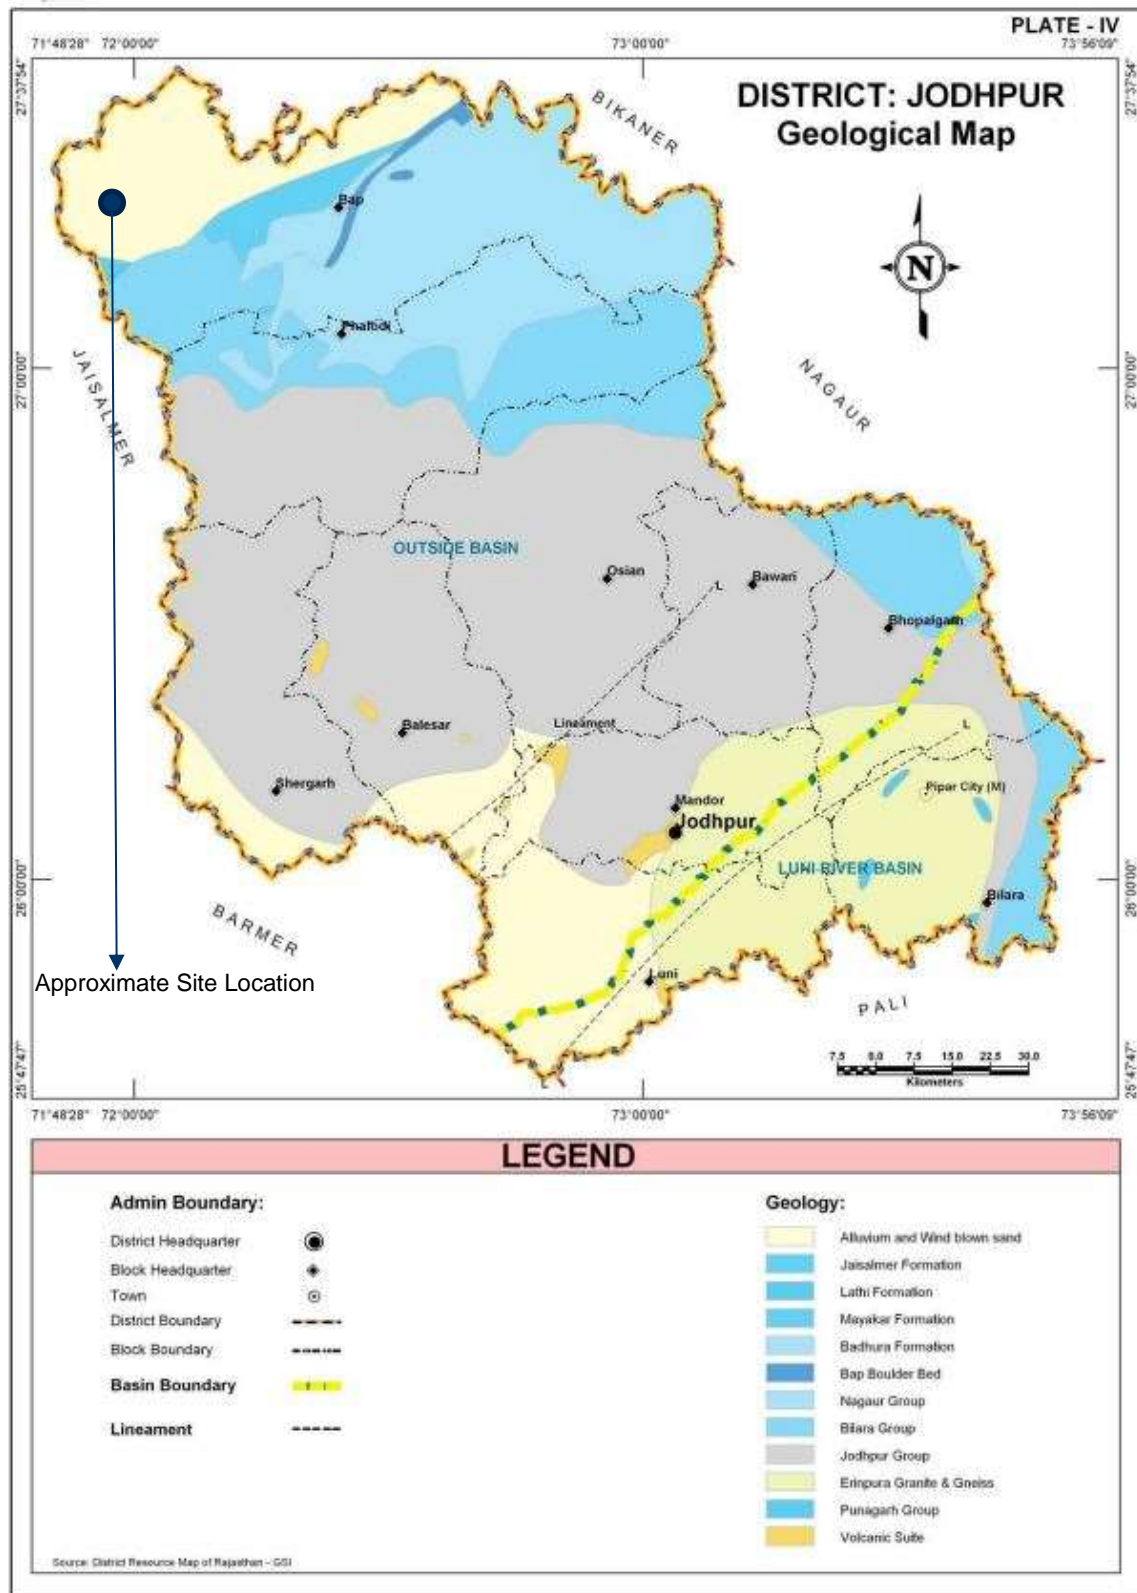 PLATE - IV
71°48'28" 72°00'00" 73°00'00" 73°56'09"
27°37'54" 27°37'54"
DISTRICT: JODHPUR
Geological Map
BIKANER
Bap
N
Phalodi
JAISALMER
NAGAUR
27°00'00" 27°00'00"
OUTSIDE BASIN
Osian
L
Bawari
Bhopalgarh
Balesar
Lineament
L
Shergarh
Pipar City (M)
Mandor
Jodhpur
LUNI RIVER BASIN
26°00'00" 26°00'00"
Bilara
BARMER
Approximate Site Location
Luni
PALI
L
7.5 0.0 7.5 15.0 22.5 30.0
Kilometers
25°47'47" 25°47'47"
71°48'28" 72°00'00" 73°00'00" 73°56'09"
LEGEND
Admin Boundary:
District Headquarter
Block Headquarter
Town
District Boundary
Block Boundary
Basin Boundary
Lineament
Geology:
Alluvium and Wind blown sand
Jaisalmer Formation
Lathi Formation
Mayakar Formation
Badhura Formation
Bap Boulder Bed
Nagaur Group
Bilara Group
Jodhpur Group
Erinpura Granite & Gneiss
Punagarh Group
Volcanic Suite
Source: District Resource Map of Rajasthan - GSI